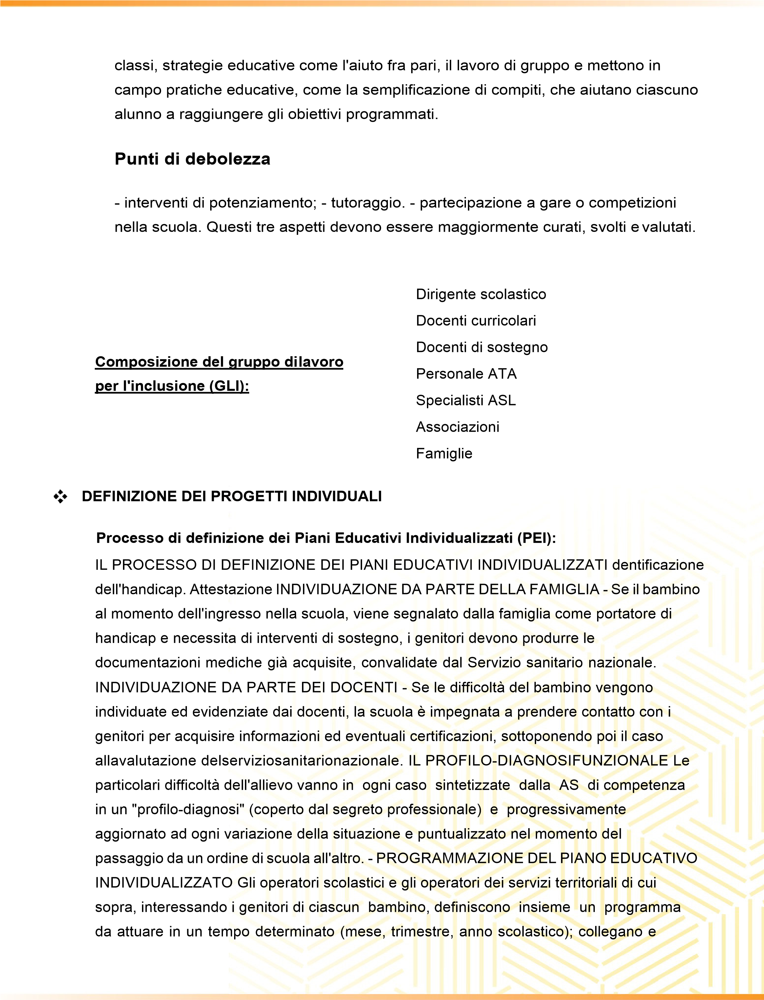 classi, strategie educative come l'aiuto fra pari, il lavoro di gruppo e mettono in
campo pratiche educative, come la semplificazione di compiti, che aiutano ciascuno
alunno a raggiungere gli obiettivi programmati.
Punti di debolezza
- interventi di potenziamento; - tutoraggio. - partecipazione a gare o competizioni
nella scuola. Questi tre aspetti devono essere maggiormente curati, svolti e valutati.
Composizione del gruppo dilavoro
per l'inclusione (GLI):
Dirigente scolastico
Docenti curricolari
Docenti di sostegno
Personale ATA
Specialisti ASL
Associazioni
Famiglie
❖ DEFINIZIONE DEI PROGETTI INDIVIDUALI
Processo di definizione dei Piani Educativi Individualizzati (PEI):
IL PROCESSO DI DEFINIZIONE DEI PIANI EDUCATIVI INDIVIDUALIZZATI dentificazione
dell'handicap. Attestazione INDIVIDUAZIONE DA PARTE DELLA FAMIGLIA - Se il bambino
al momento dell'ingresso nella scuola, viene segnalato dalla famiglia come portatore di
handicap e necessita di interventi di sostegno, i genitori devono produrre le
documentazioni mediche già acquisite, convalidate dal Servizio sanitario nazionale.
INDIVIDUAZIONE DA PARTE DEI DOCENTI - Se le difficoltà del bambino vengono
individuate ed evidenziate dai docenti, la scuola è impegnata a prendere contatto con i
genitori per acquisire informazioni ed eventuali certificazioni, sottoponendo poi il caso
allavalutazione delserviziosanitarionazionale. IL PROFILO-DIAGNOSIFUNZIONALE Le
particolari difficoltà dell'allievo vanno in ogni caso sintetizzate dalla AS di competenza
in un "profilo-diagnosi" (coperto dal segreto professionale) e progressivamente
aggiornato ad ogni variazione della situazione e puntualizzato nel momento del
passaggio da un ordine di scuola all'altro. - PROGRAMMAZIONE DEL PIANO EDUCATIVO
INDIVIDUALIZZATO Gli operatori scolastici e gli operatori dei servizi territoriali di cui
sopra, interessando i genitori di ciascun bambino, definiscono insieme un programma
da attuare in un tempo determinato (mese, trimestre, anno scolastico); collegano e